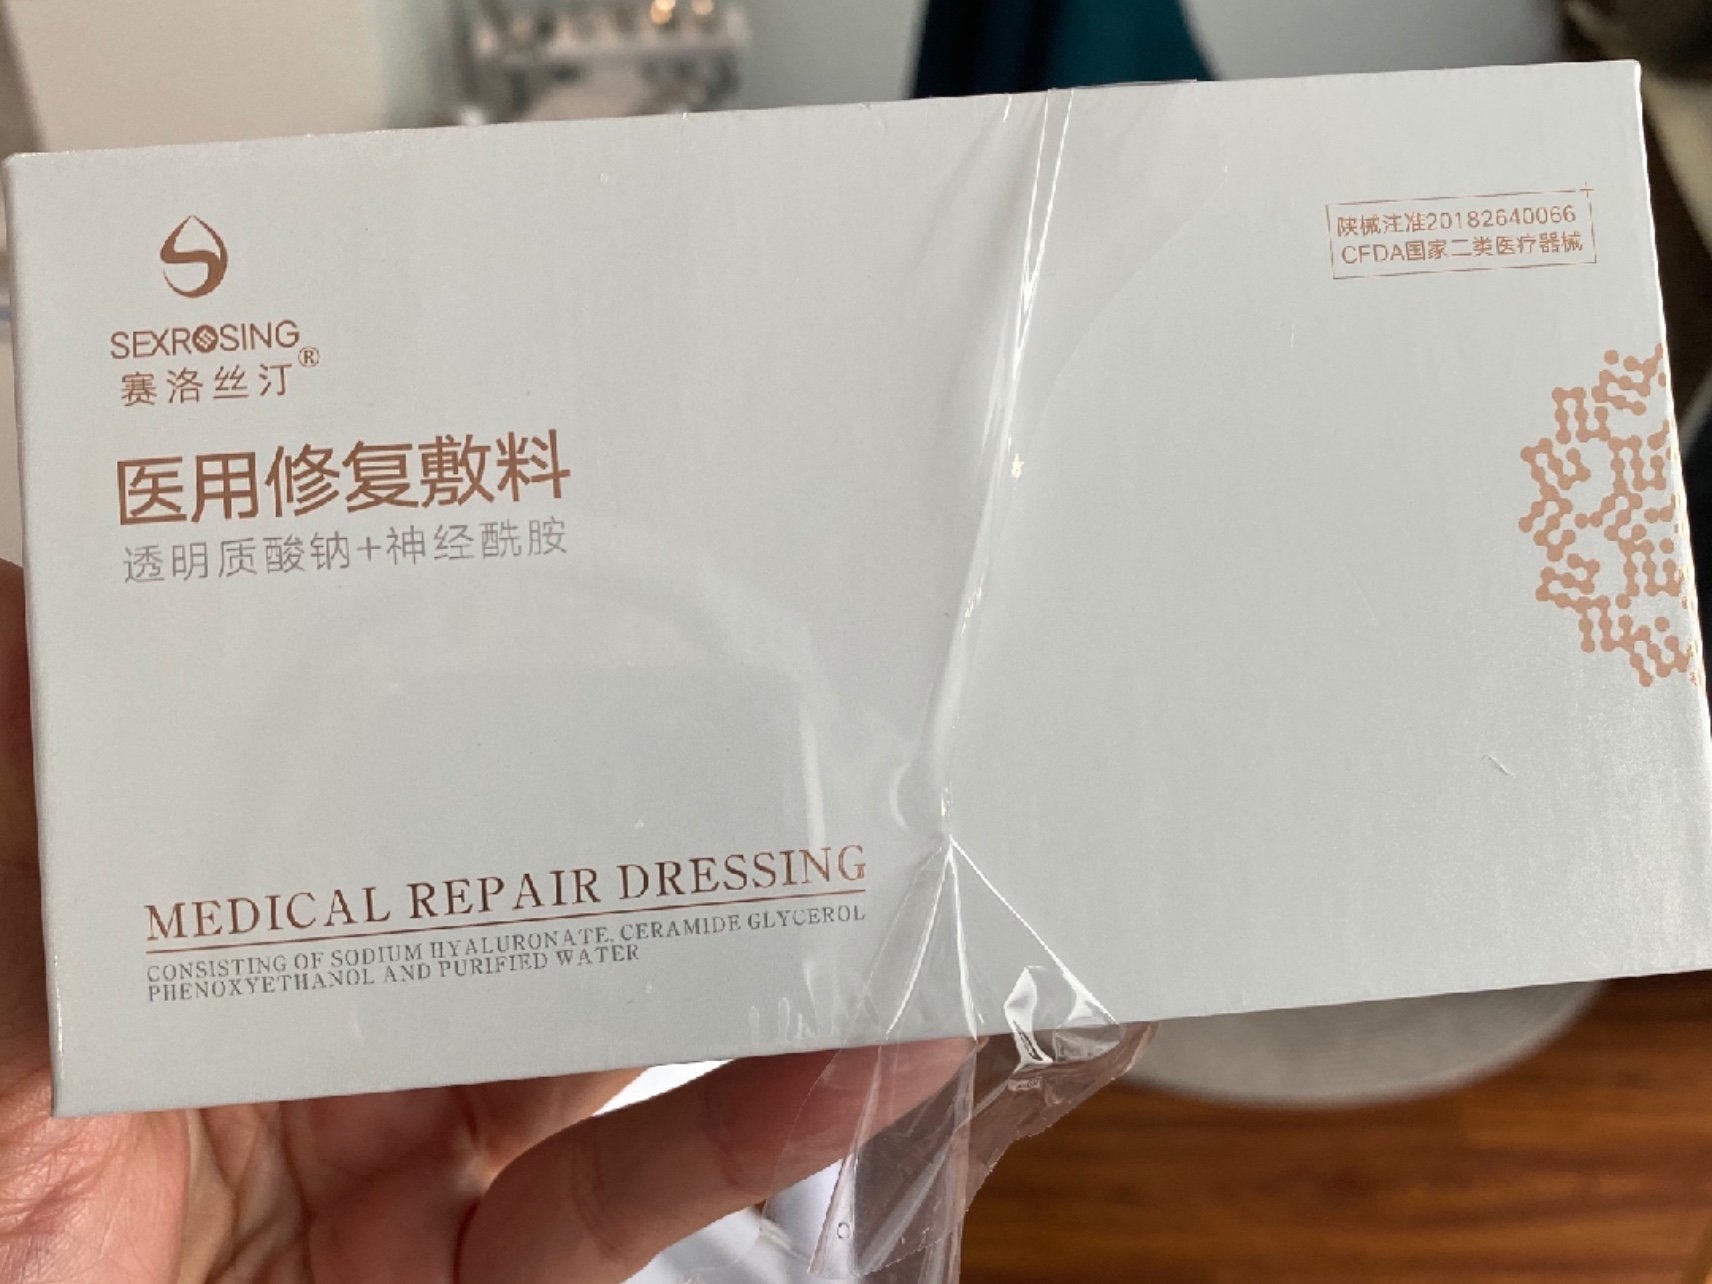 SEXROSING®
赛洛丝汀
医用修复敷料
透明质酸钠+神经酰胺
陕械注准20182640066
CFDA国家二类医疗器械
MEDICAL REPAIR DRESSING
CONSISTING OF SODIUM HYALURONATE. CERAMIDE GLYCEROL
PHENOXYETHANOL AND PURIFIED WATER